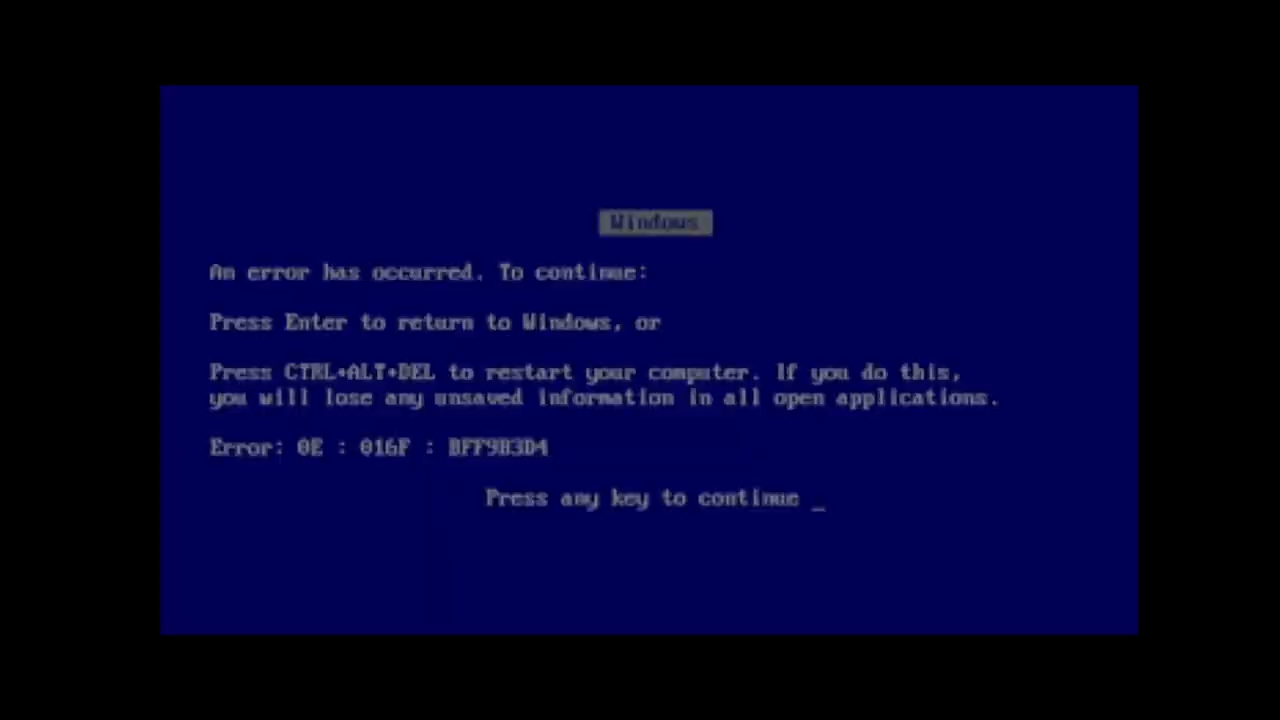 Windows
An error has occurred. To continue:
Press Enter to return to Windows, or
Press CTRL+ALT+DEL to restart your computer. If you do this,
you will lose any unsaved information in all open applications.
Error: 0E : 016F : BFF9B3D4
Press any key to continue _